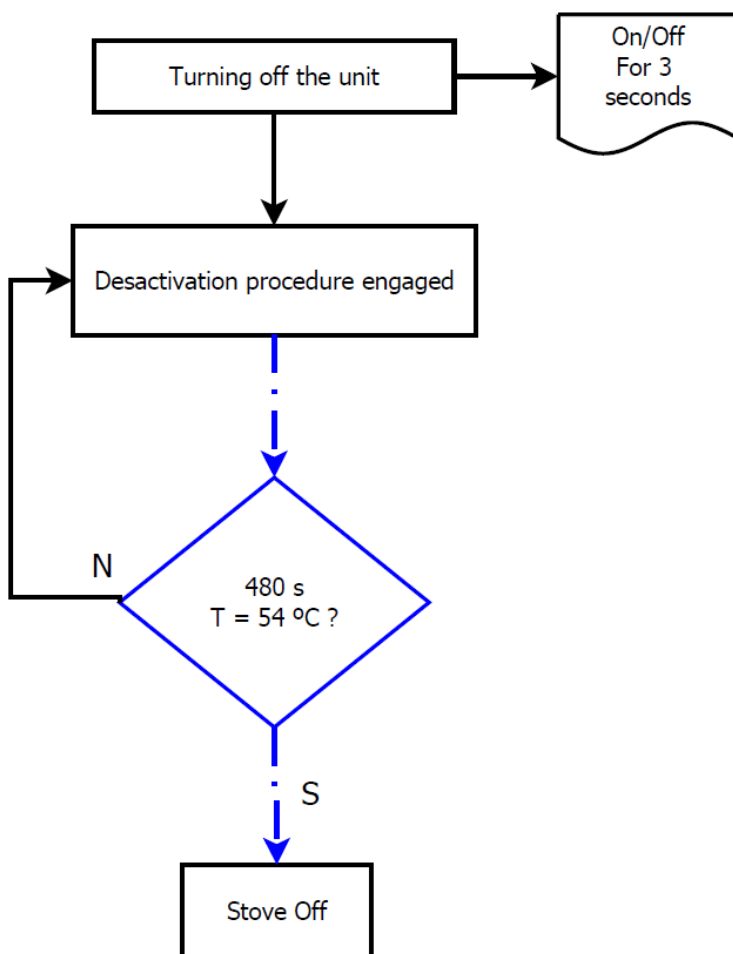 Turning off the unit
On/Off
For 3
seconds
Desactivation procedure engaged
N
480 s
T = 54 ºC ?
S
Stove Off